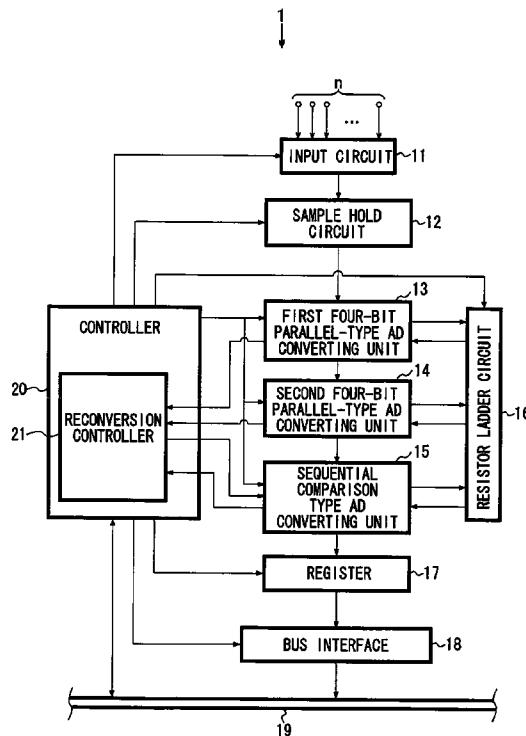 1
n
...
INPUT CIRCUIT
11
SAMPLE HOLD
CIRCUIT
12
13
FIRST FOUR-BIT
PARALLEL-TYPE AD
CONVERTING UNIT
CONTROLLER
14
SECOND FOUR-BIT
PARALLEL-TYPE AD
CONVERTING UNIT
20
21
RECONVERSION
CONTROLLER
15
SEQUENTIAL
COMPARISON
TYPE AD
CONVERTING UNIT
RESISTOR LADDER CIRCUIT
16
REGISTER
17
BUS INTERFACE
18
19